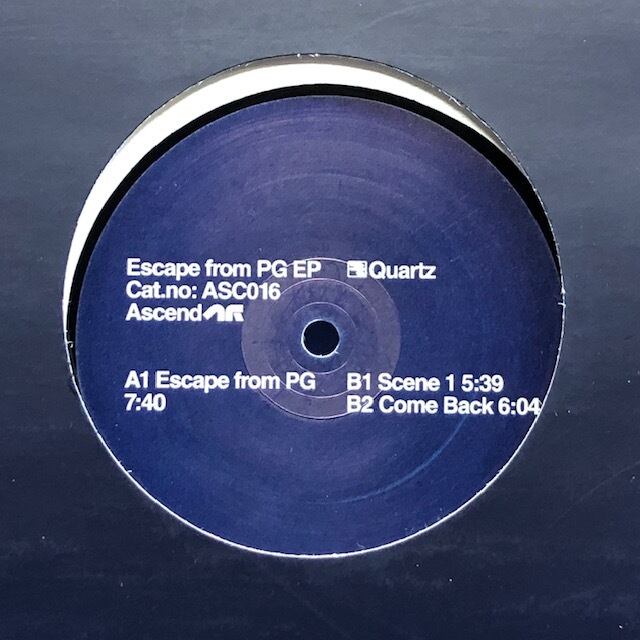 Escape from PG EP
Quartz
Cat.no: ASC016
Ascend
A1 Escape from PG
7:40
B1 Scene 1 5:39
B2 Come Back 6:04